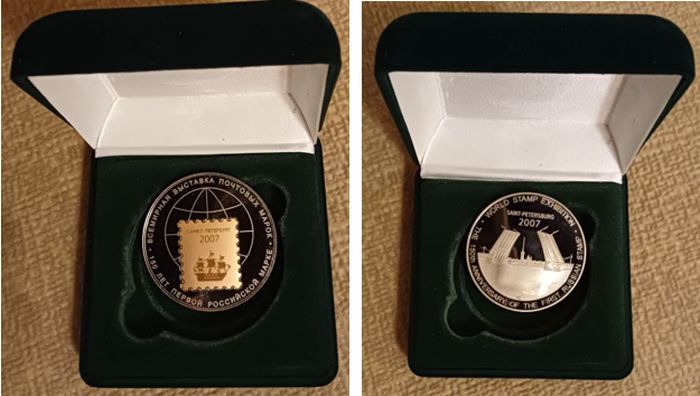 • ВСЕМИРНАЯ ВЫСТАВКА ПОЧТОВЫХ МАРОК •
150 ЛЕТ ПЕРВОЙ РОССИЙСКОЙ МАРКЕ
САНКТ-ПЕТЕРБУРГ
2007
• WORLD STAMP EXHIBITION •
THE 150TH ANNIVERSARY OF THE FIRST RUSSIAN STAMP
SAINT-PETERSBURG
2007